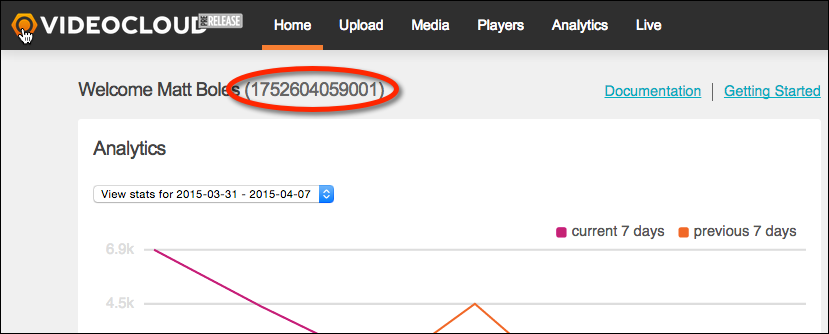 VIDEOCLOUD PRE RELEASE Home Upload Media Players Analytics Live
Welcome Matt Boles (1752604059001) Documentation | Getting Started
Analytics
View stats for 2015-03-31 - 2015-04-07
current 7 days previous 7 days
6.9k
4.5k